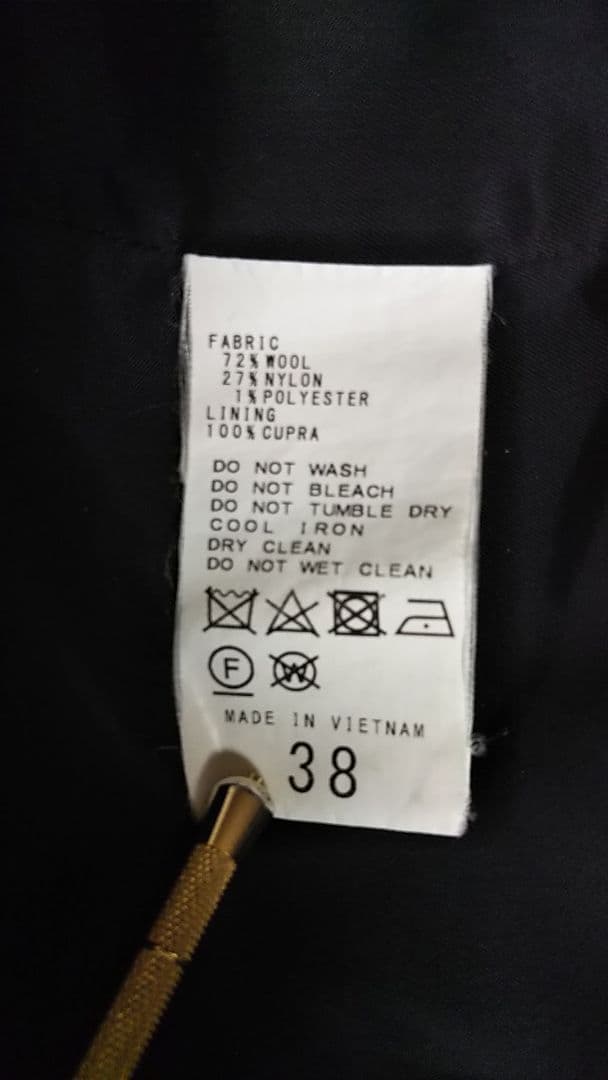 FABRIC
72% WOOL
27% NYLON
1% POLYESTER
LINING
100% CUPRA
DO NOT WASH
DO NOT BLEACH
DO NOT TUMBLE DRY
COOL IRON
DRY CLEAN
DO NOT WET CLEAN
F W
MADE IN VIETNAM
38